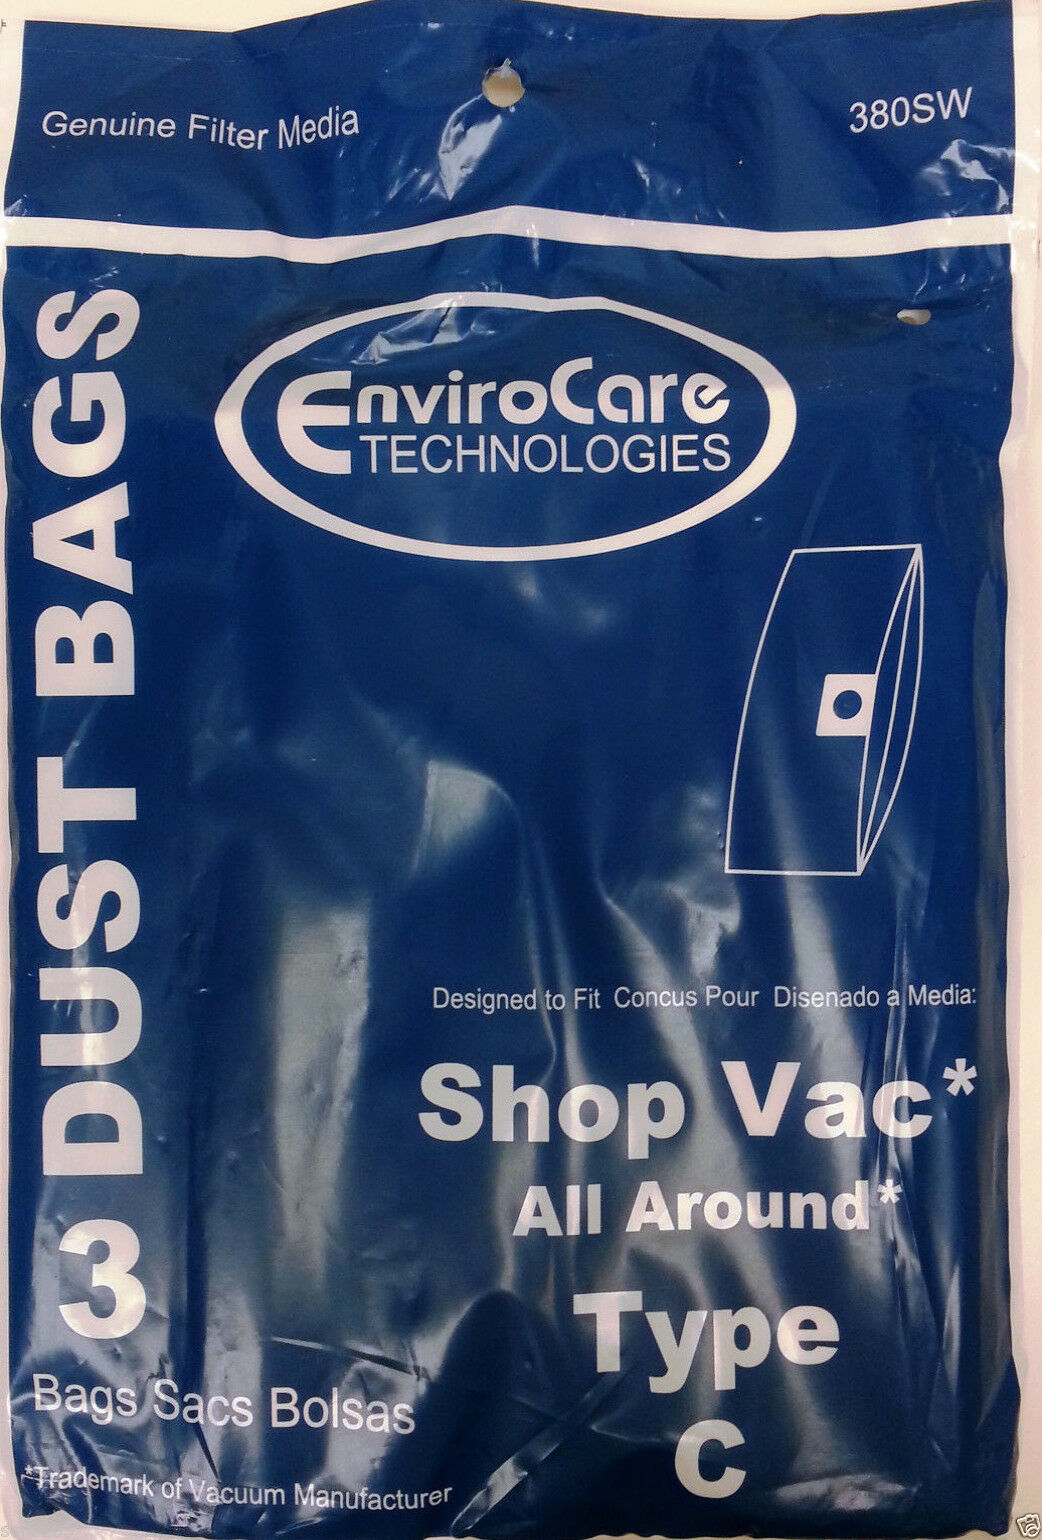 Genuine Filter Media
380SW
EnviroCare
TECHNOLOGIES
3 DUST BAGS
Designed to Fit Concus Pour Disenado a Media:
Shop Vac*
All Around*
Type
C
Bags Sacs Bolsas
*Trademark of Vacuum Manufacturer